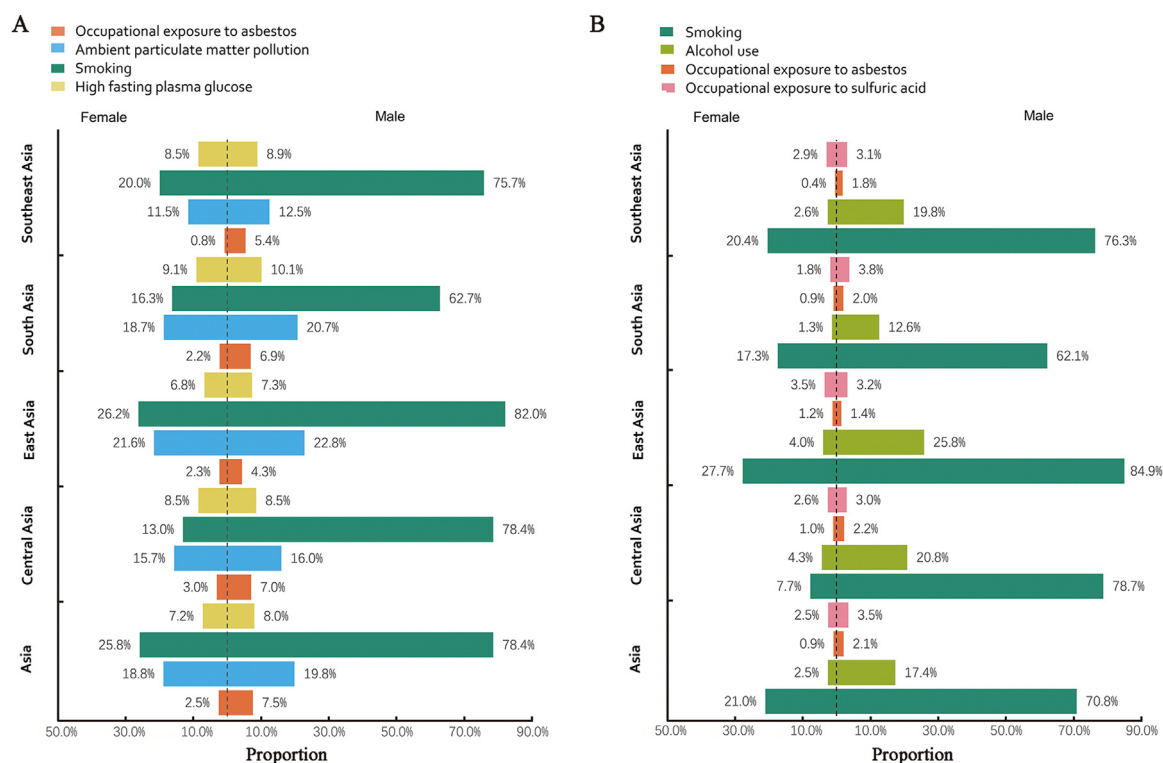 A
Occupational exposure to asbestos
Ambient particulate matter pollution
Smoking
High fasting plasma glucose
Female Male
Southeast Asia
8.5% 8.9%
20.0% 75.7%
11.5% 12.5%
0.8% 5.4%
South Asia
9.1% 10.1%
16.3% 62.7%
18.7% 20.7%
2.2% 6.9%
East Asia
6.8% 7.3%
26.2% 82.0%
21.6% 22.8%
2.3% 4.3%
Central Asia
8.5% 8.5%
13.0% 78.4%
15.7% 16.0%
3.0% 7.0%
Asia
7.2% 8.0%
25.8% 78.4%
18.8% 19.8%
2.5% 7.5%
50.0% 30.0% 10.0% 10.0% 30.0% 50.0% 70.0% 90.0%
Proportion
B
Smoking
Alcohol use
Occupational exposure to asbestos
Occupational exposure to sulfuric acid
Female Male
Southeast Asia
2.9% 3.1%
0.4% 1.8%
2.6% 19.8%
20.4% 76.3%
South Asia
1.8% 3.8%
0.9% 2.0%
1.3% 12.6%
17.3% 62.1%
East Asia
3.5% 3.2%
1.2% 1.4%
4.0% 25.8%
27.7% 84.9%
Central Asia
2.6% 3.0%
1.0% 2.2%
4.3% 20.8%
7.7% 78.7%
Asia
2.5% 3.5%
0.9% 2.1%
2.5% 17.4%
21.0% 70.8%
50.0% 30.0% 10.0% 10.0% 30.0% 50.0% 70.0% 90.0%
Proportion